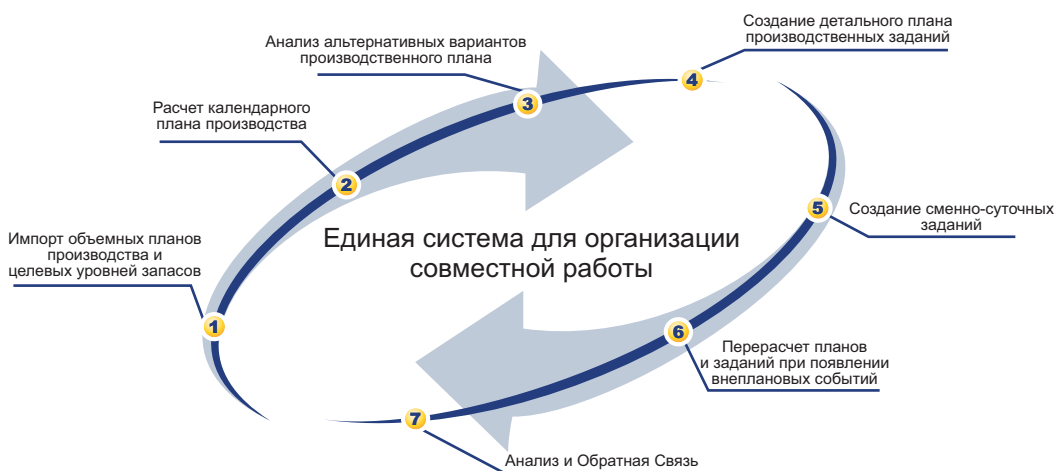 Создание детального плана
производственных заданий
4
Анализ альтернативных вариантов
производственного плана
3
Расчет календарного
плана производства
2
Импорт объемных планов
производства и
целевых уровней запасов
1
Единая система для организации
совместной работы
5
Создание сменно-суточных
заданий
6
Перерасчет планов
и заданий при появлении
внеплановых событий
7
Анализ и Обратная Связь